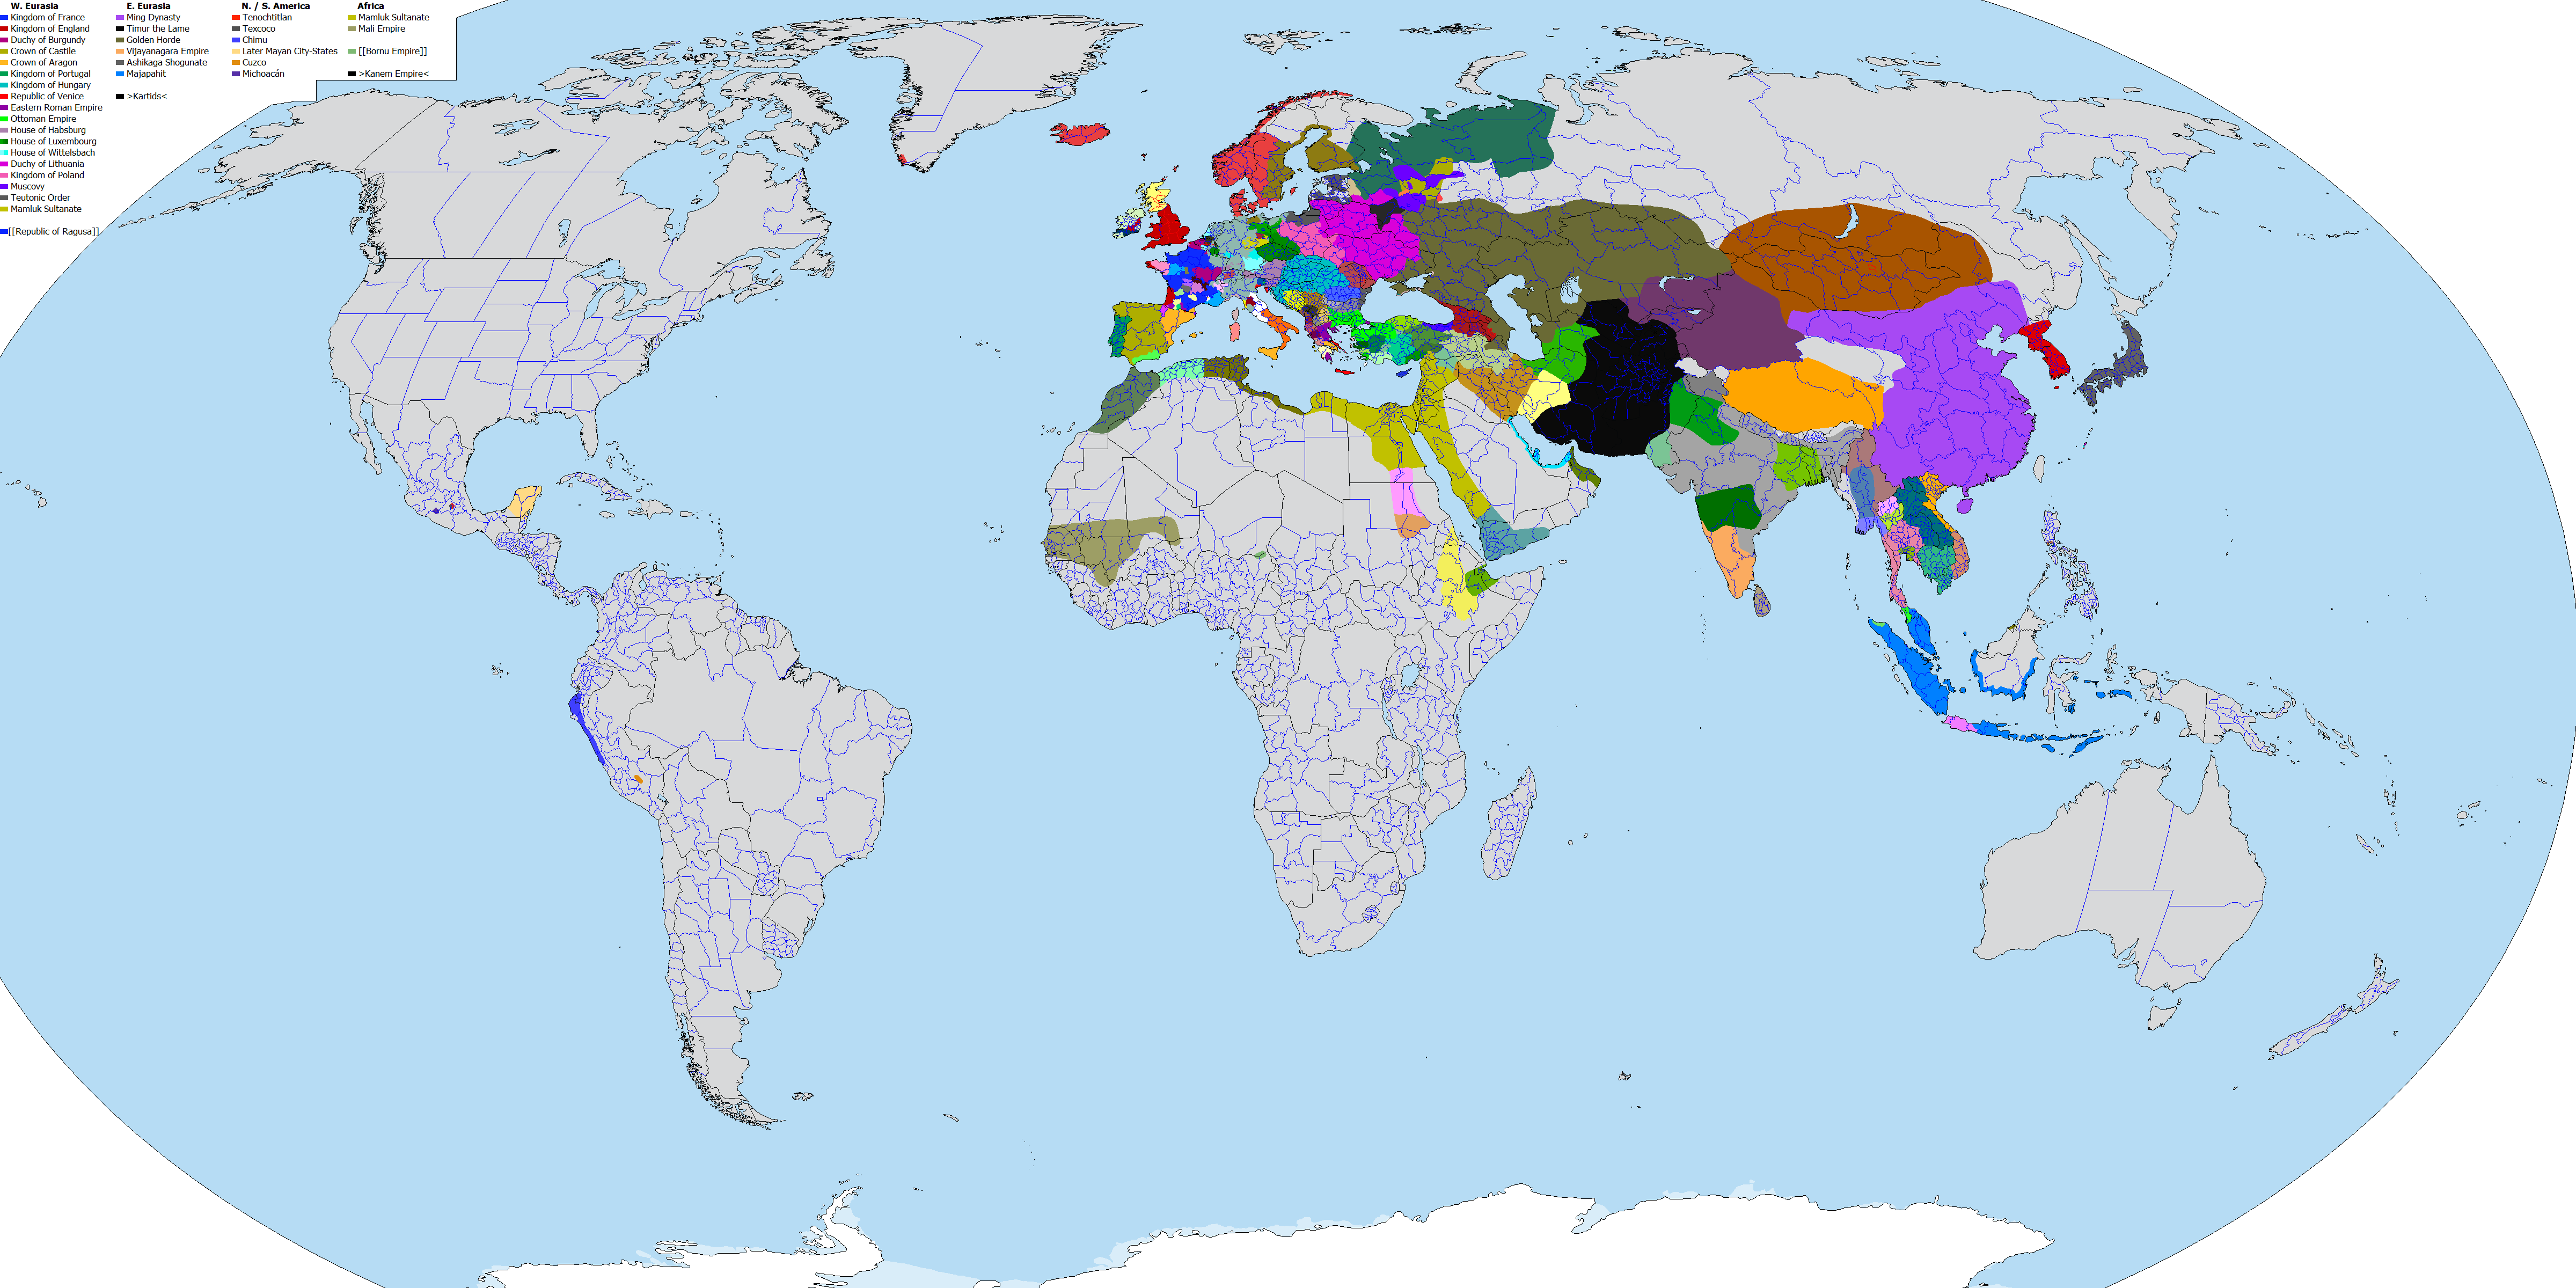 W. Eurasia
Kingdom of France
Kingdom of England
Duchy of Burgundy
Crown of Castile
Crown of Aragon
Kingdom of Portugal
Kingdom of Hungary
Republic of Venice
Eastern Roman Empire
Ottoman Empire
House of Habsburg
House of Luxembourg
House of Wittelsbach
Duchy of Lithuania
Kingdom of Poland
Muscovy
Teutonic Order
Mamluk Sultanate
[[Republic of Ragusa]]
E. Eurasia
Ming Dynasty
Timur the Lame
Golden Horde
Vijayanagara Empire
Ashikaga Shogunate
Majapahit
>Kartids<
N. / S. America
Tenochtitlan
Texcoco
Chimu
Later Mayan City-States
Cuzco
Michoacán
Africa
Mamluk Sultanate
Mali Empire
[[Bornu Empire]]
>Kanem Empire<